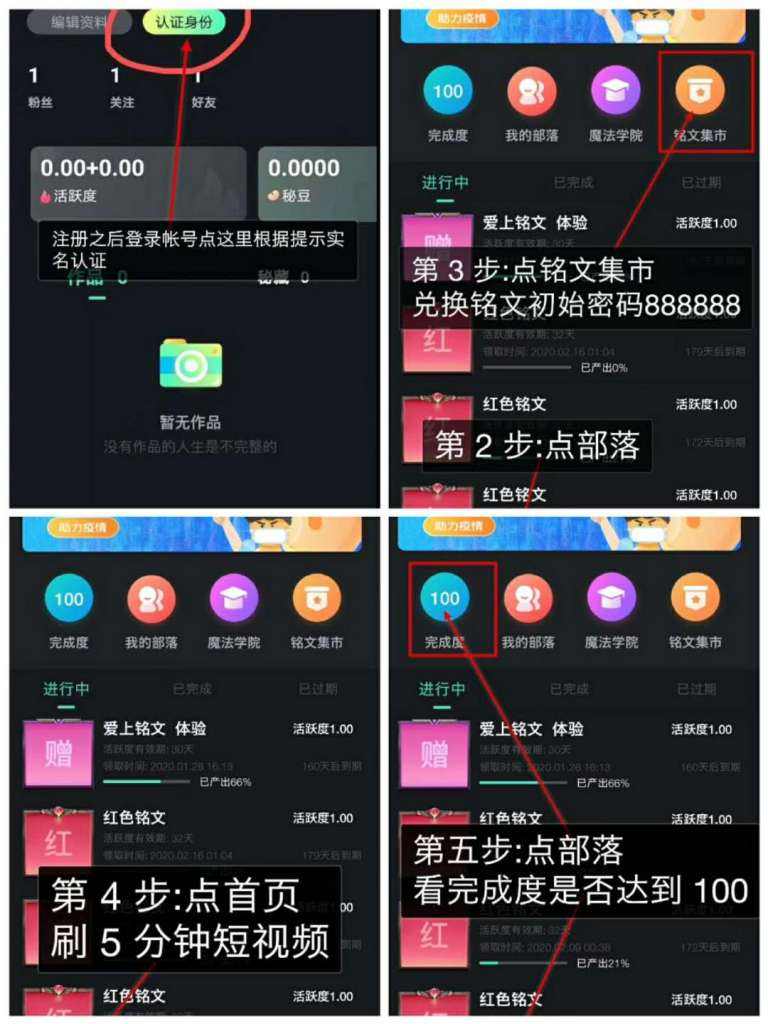 编辑资料
认证身份
1
1
1
粉丝
关注
好友
0.00+0.00
0.0000
活跃度
秘豆
注册之后登录帐号点这里根据提示实
名认证
作品 0
秘藏 0
暂无作品
没有作品的人生是不完整的
助力疫情
100
完成度
我的部落
魔法学院
铭文集市
进行中
已完成
已过期
爱上铭文 体验
活跃度1.00
赠
活跃度有效期: 30天
第 3 步:点铭文集市
兑换铭文初始密码888888
红
活跃度有效期: 32天
领取时间: 2020.02.16 01:04
179天后到期
已产出0%
红色铭文
活跃度1.00
172天后到期
第 2 步:点部落
红色铭文
活跃度1.00
助力疫情
100
完成度
我的部落
魔法学院
铭文集市
进行中
已完成
已过期
赠
爱上铭文 体验
活跃度1.00
活跃度有效期: 30天
领取时间: 2020.01.28 16:13
160天后到期
已产出66%
红
红色铭文
活跃度1.00
活跃度有效期: 32天
领取时间: 2020.02.16 01:04
179天后到期
第 4 步:点首页
刷 5 分钟短视频
172天后到期
红色铭文
活跃度1.00
助力疫情
100
完成度
我的部落
魔法学院
铭文集市
进行中
已完成
已过期
赠
爱上铭文 体验
活跃度1.00
活跃度有效期: 30天
领取时间: 2020.01.28 16:13
160天后到期
已产出66%
红色铭文
活跃度1.00
第五步:点部落
看完成度是否达到 100
红
活跃度有效期: 32天
领取时间: 2020.02.09 00:38
172天后到期
已产出21%
红色铭文
活跃度1.00